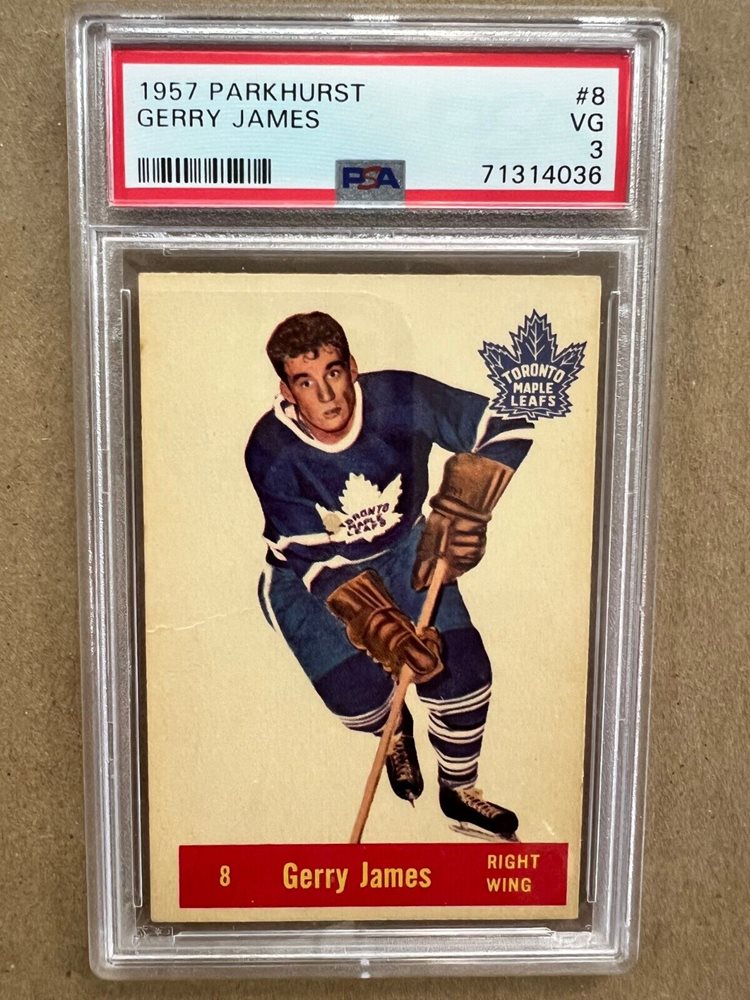 1957 PARKHURST #8
GERRY JAMES VG
3
PSA 71314036
TORONTO
MAPLE
LEAFS
TORONTO
MAPLE
LEAFS
8 Gerry James RIGHT
WING